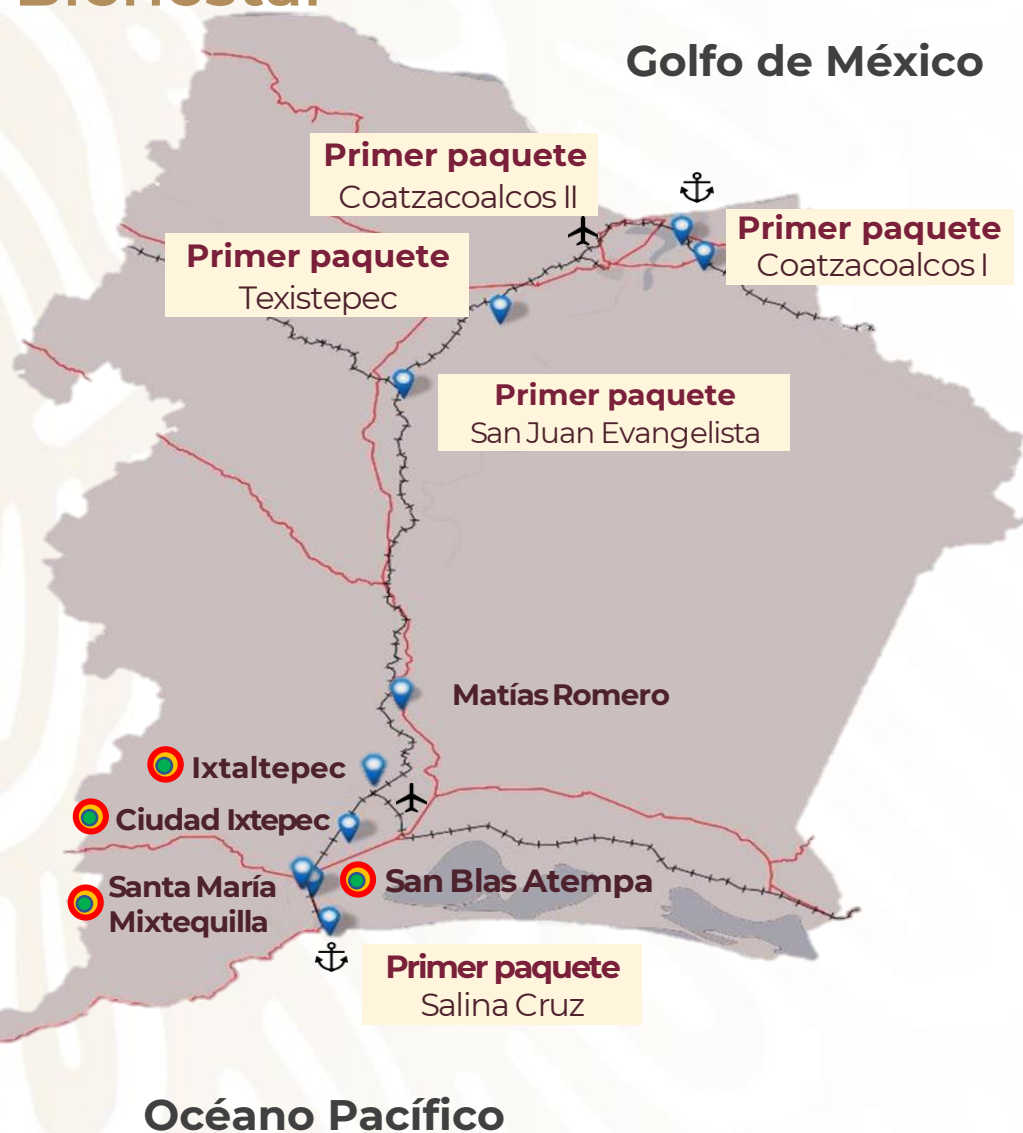 Bienestar
Golfo de México
Primer paquete
Coatzacoalcos II
Primer paquete
Coatzacoalcos I
Primer paquete
Texistepec
Primer paquete
San Juan Evangelista
Matías Romero
Ixtaltepec
Ciudad Ixtepec
San Blas Atempa
Santa María
Mixtequilla
Primer paquete
Salina Cruz
Océano Pacífico